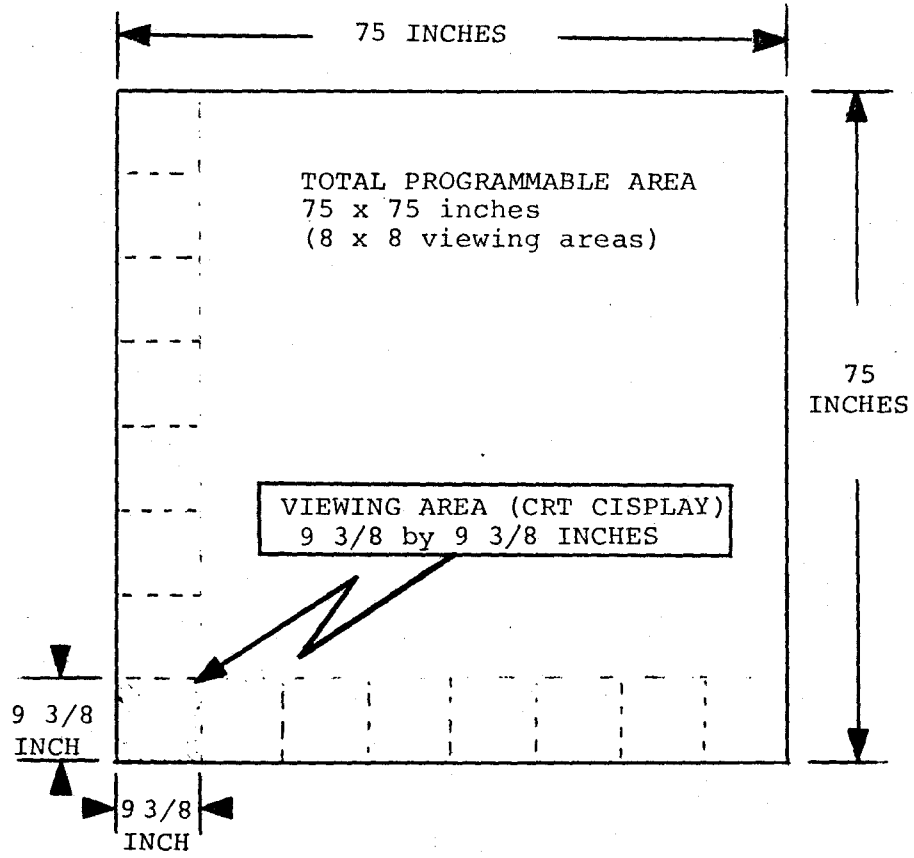 75 INCHES
TOTAL PROGRAMMABLE AREA
75 x 75 inches
(8 x 8 viewing areas)
75
INCHES
VIEWING AREA (CRT CISPLAY)
9 3/8 by 9 3/8 INCHES
9 3/8
INCH
9 3/8
INCH